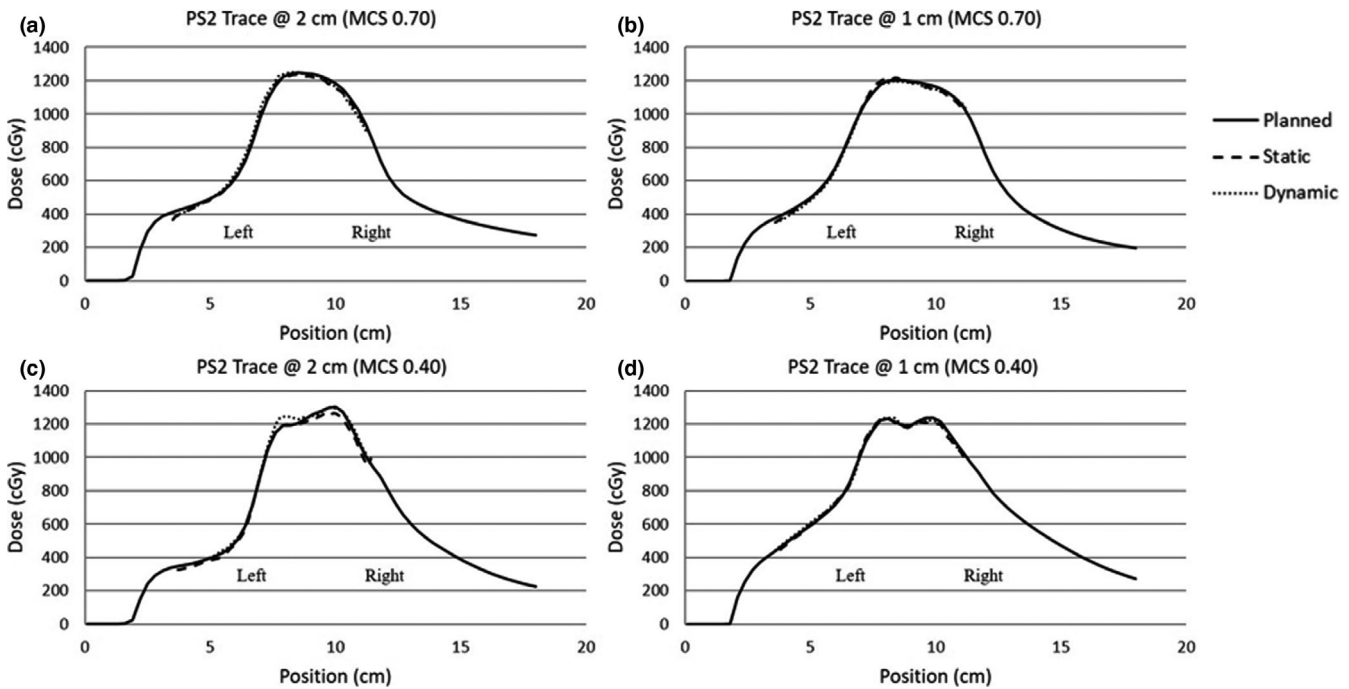 (a)
PS2 Trace @ 2 cm (MCS 0.70)
1400
1200
1000
800
600
400
200
0
Dose (cGy)
Left
Right
0 5 10 15 20
Position (cm)
(b)
PS2 Trace @ 1 cm (MCS 0.70)
1400
1200
1000
800
600
400
200
0
Dose (cGy)
Left
Right
0 5 10 15 20
Position (cm)
Planned
Static
Dynamic
(c)
PS2 Trace @ 2 cm (MCS 0.40)
1400
1200
1000
800
600
400
200
0
Dose (cGy)
Left
Right
0 5 10 15 20
Position (cm)
(d)
PS2 Trace @ 1 cm (MCS 0.40)
1400
1200
1000
800
600
400
200
0
Dose (cGy)
Left
Right
0 5 10 15 20
Position (cm)